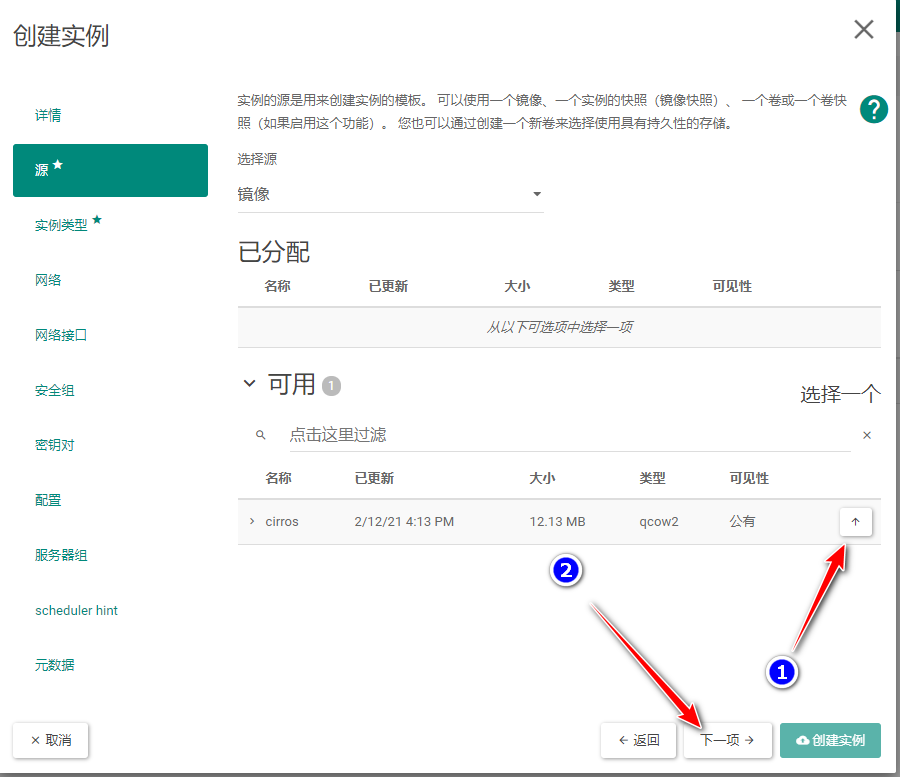 创建实例
详情
源
实例类型
网络
网络接口
安全组
密钥对
配置
服务器组
scheduler hint
元数据
实例的源是用来创建实例的模板。 可以使用一个镜像、一个实例的快照（镜像快照）、 一个卷或一个卷快
照（如果启用这个功能）。 您也可以通过创建一个新卷来选择使用具有持久性的存储。
选择源
镜像
已分配
名称 已更新 大小 类型 可见性
从以下可选项中选择一项
可用 1
选择一个
点击这里过滤
名称 已更新 大小 类型 可见性
cirros 2/12/21 4:13 PM 12.13 MB qcow2 公有
2
1
取消 返回 下一项 创建实例